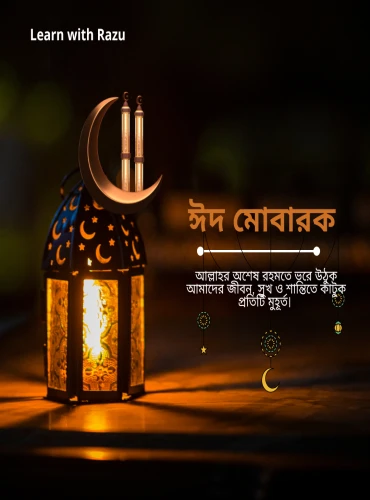 Learn with Razu
ঈদ মোবারক
আল্লাহর অশেষ রহমতে ভরে উঠুক
আমাদের জীবন, সুখ ও শান্তিতে কাটুক
প্রতিটি মুহূর্ত।